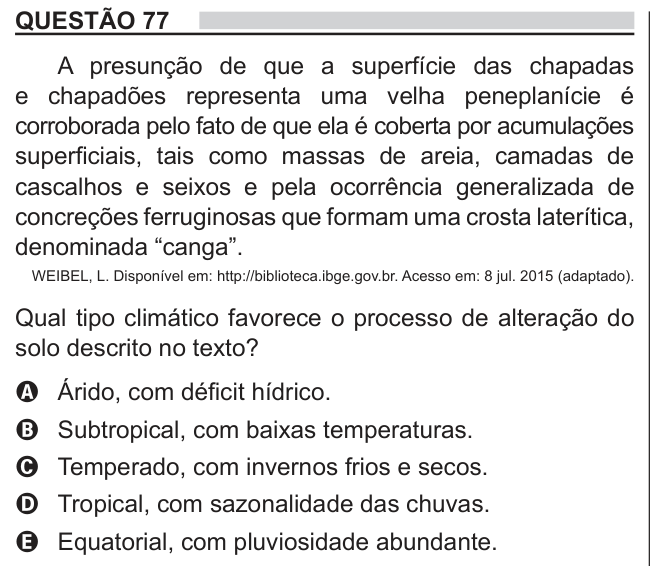 QUESTÃO 77
A presunção de que a superfície das chapadas
e chapadões representa uma velha peneplanície é
corroborada pelo fato de que ela é coberta por acumulações
superficiais, tais como massas de areia, camadas de
cascalhos e seixos e pela ocorrência generalizada de
concreções ferruginosas que formam uma crosta laterítica,
denominada “canga”.
WEIBEL, L. Disponível em: http://biblioteca.ibge.gov.br. Acesso em: 8 jul. 2015 (adaptado).
Qual tipo climático favorece o processo de alteração do
solo descrito no texto?
A Árido, com déficit hídrico.
B Subtropical, com baixas temperaturas.
C Temperado, com invernos frios e secos.
D Tropical, com sazonalidade das chuvas.
E Equatorial, com pluviosidade abundante.